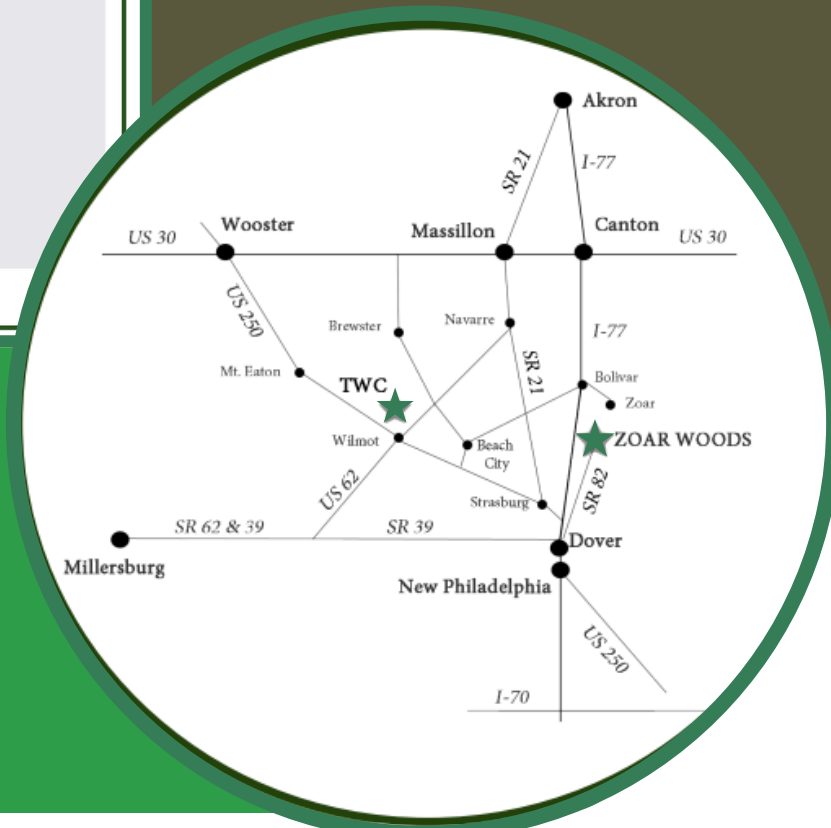 Akron
SR 21
I-77
Wooster
Canton
Massillon
US 30
US 30
US 250
Navarre
Brewster
I-77
SR 21
Mt. Eaton
Bolivar
TWC
Zoar
Wilmot
ZOAR WOODS
Beach
City
US 62
SR 82
Strasburg
SR 62 & 39
SR 39
Dover
Millersburg
New Philadelphia
US 250
I-70